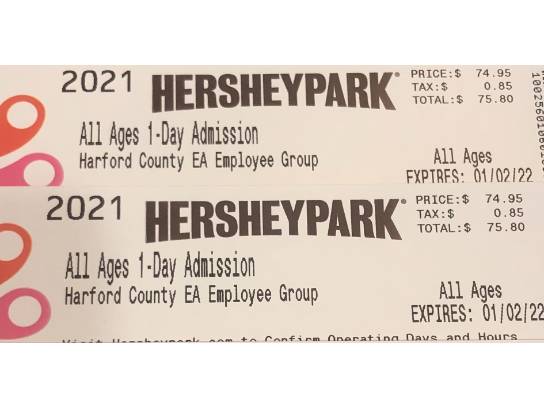 2021 HERSHEYPARK® PRICE:$ 74.95
TAX:$ 0.85
TOTAL:$ 75.80
All Ages 1-Day Admission
Harford County EA Employee Group
All Ages
EXPIRES: 01/02/22
2021 HERSHEYPARK® PRICE:$ 74.95
TAX:$ 0.85
TOTAL:$ 75.80
All Ages 1-Day Admission
Harford County EA Employee Group
All Ages
EXPIRES: 01/02/22
Visit Hersheypark.com to Confirm Operating Days and Hours